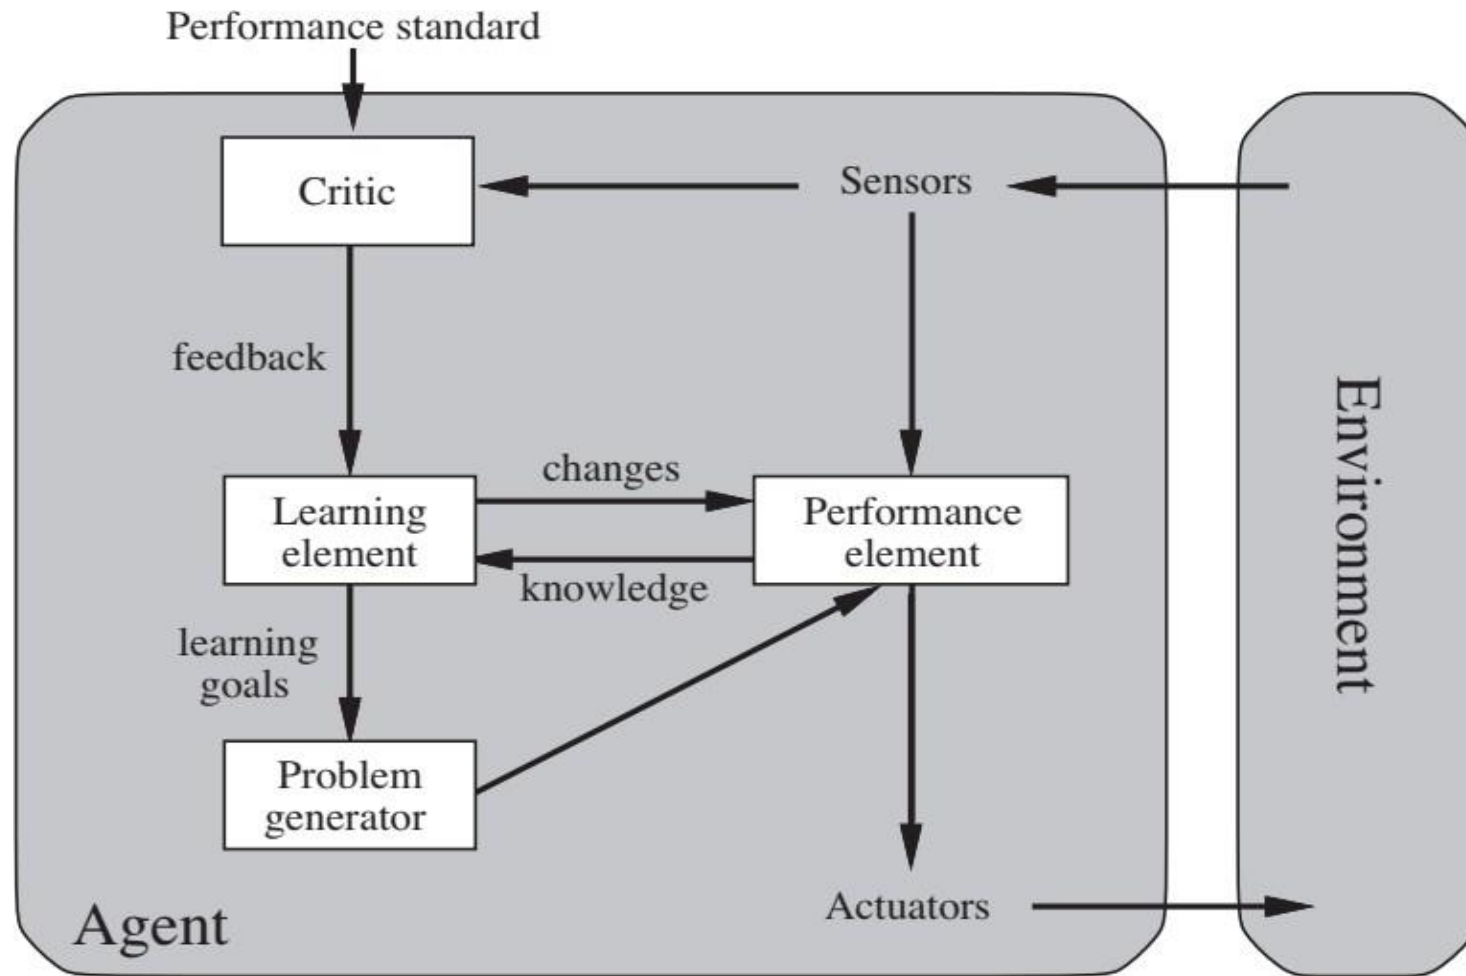 Performance standard
Critic
Sensors
feedback
changes
Learning
element
Performance
element
knowledge
learning
goals
Problem
generator
Agent
Actuators
Environment